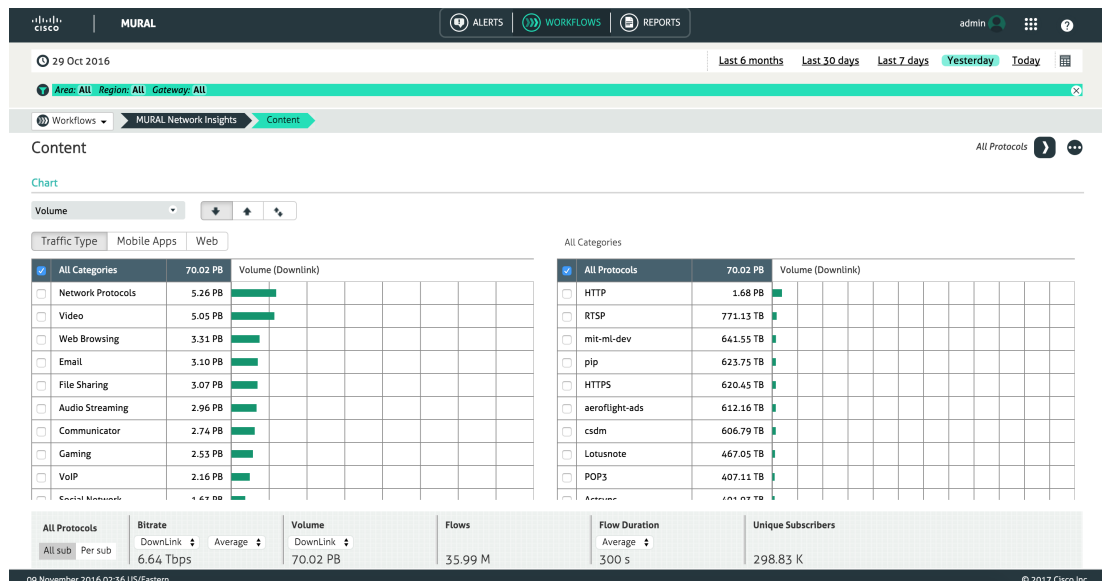 cisco
MURAL
ALERTS
WORKFLOWS
REPORTS
admin
?
29 Oct 2016
Last 6 months
Last 30 days
Last 7 days
Yesterday
Today
Area: All Region: All Gateway: All
Workflows
MURAL Network Insights
Content
Content
All Protocols
Chart
Volume
Traffic Type
Mobile Apps
Web
All Categories
All Categories 70.02 PB Volume (Downlink)
Network Protocols 5.26 PB
Video 5.05 PB
Web Browsing 3.31 PB
Email 3.10 PB
File Sharing 3.07 PB
Audio Streaming 2.96 PB
Communicator 2.74 PB
Gaming 2.53 PB
VoIP 2.16 PB
Social Network 1.63 PB
All Protocols 70.02 PB Volume (Downlink)
HTTP 1.68 PB
RTSP 771.13 TB
mit-ml-dev 641.55 TB
pip 623.75 TB
HTTPS 620.45 TB
aeroflight-ads 612.16 TB
csdm 606.79 TB
Lotusnote 467.05 TB
POP3 407.11 TB
All Protocols
All sub
Per sub
Bitrate
DownLink
Average
6.64 Tbps
Volume
DownLink
70.02 PB
Flows
35.99 M
Flow Duration
Average
300 s
Unique Subscribers
298.83 K
09 November 2016 02:36 US/Eastern
© 2017 Cisco Inc